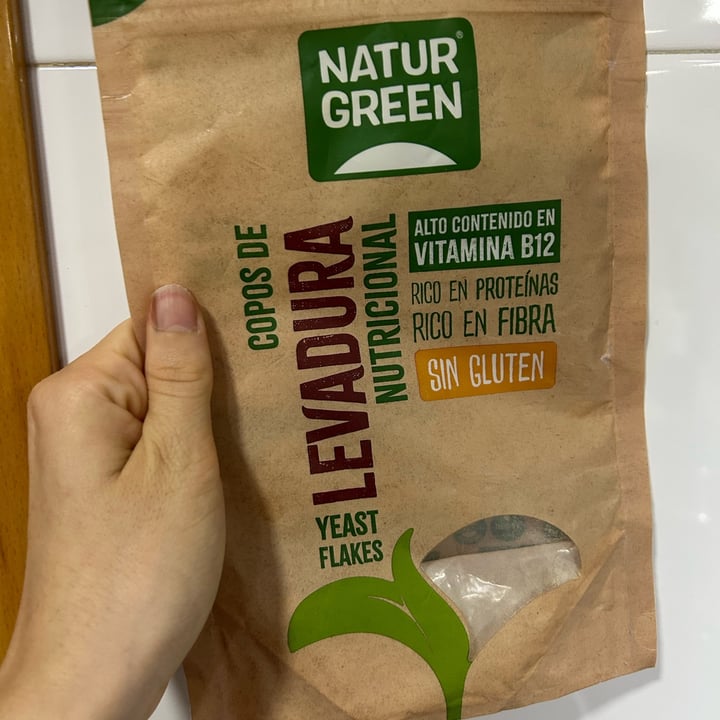 NATUR®
GREEN
COPOS DE
LEVADURA
NUTRICIONAL
YEAST
FLAKES
ALTO CONTENIDO EN
VITAMINA B12
RICO EN PROTEÍNAS
RICO EN FIBRA
SIN GLUTEN